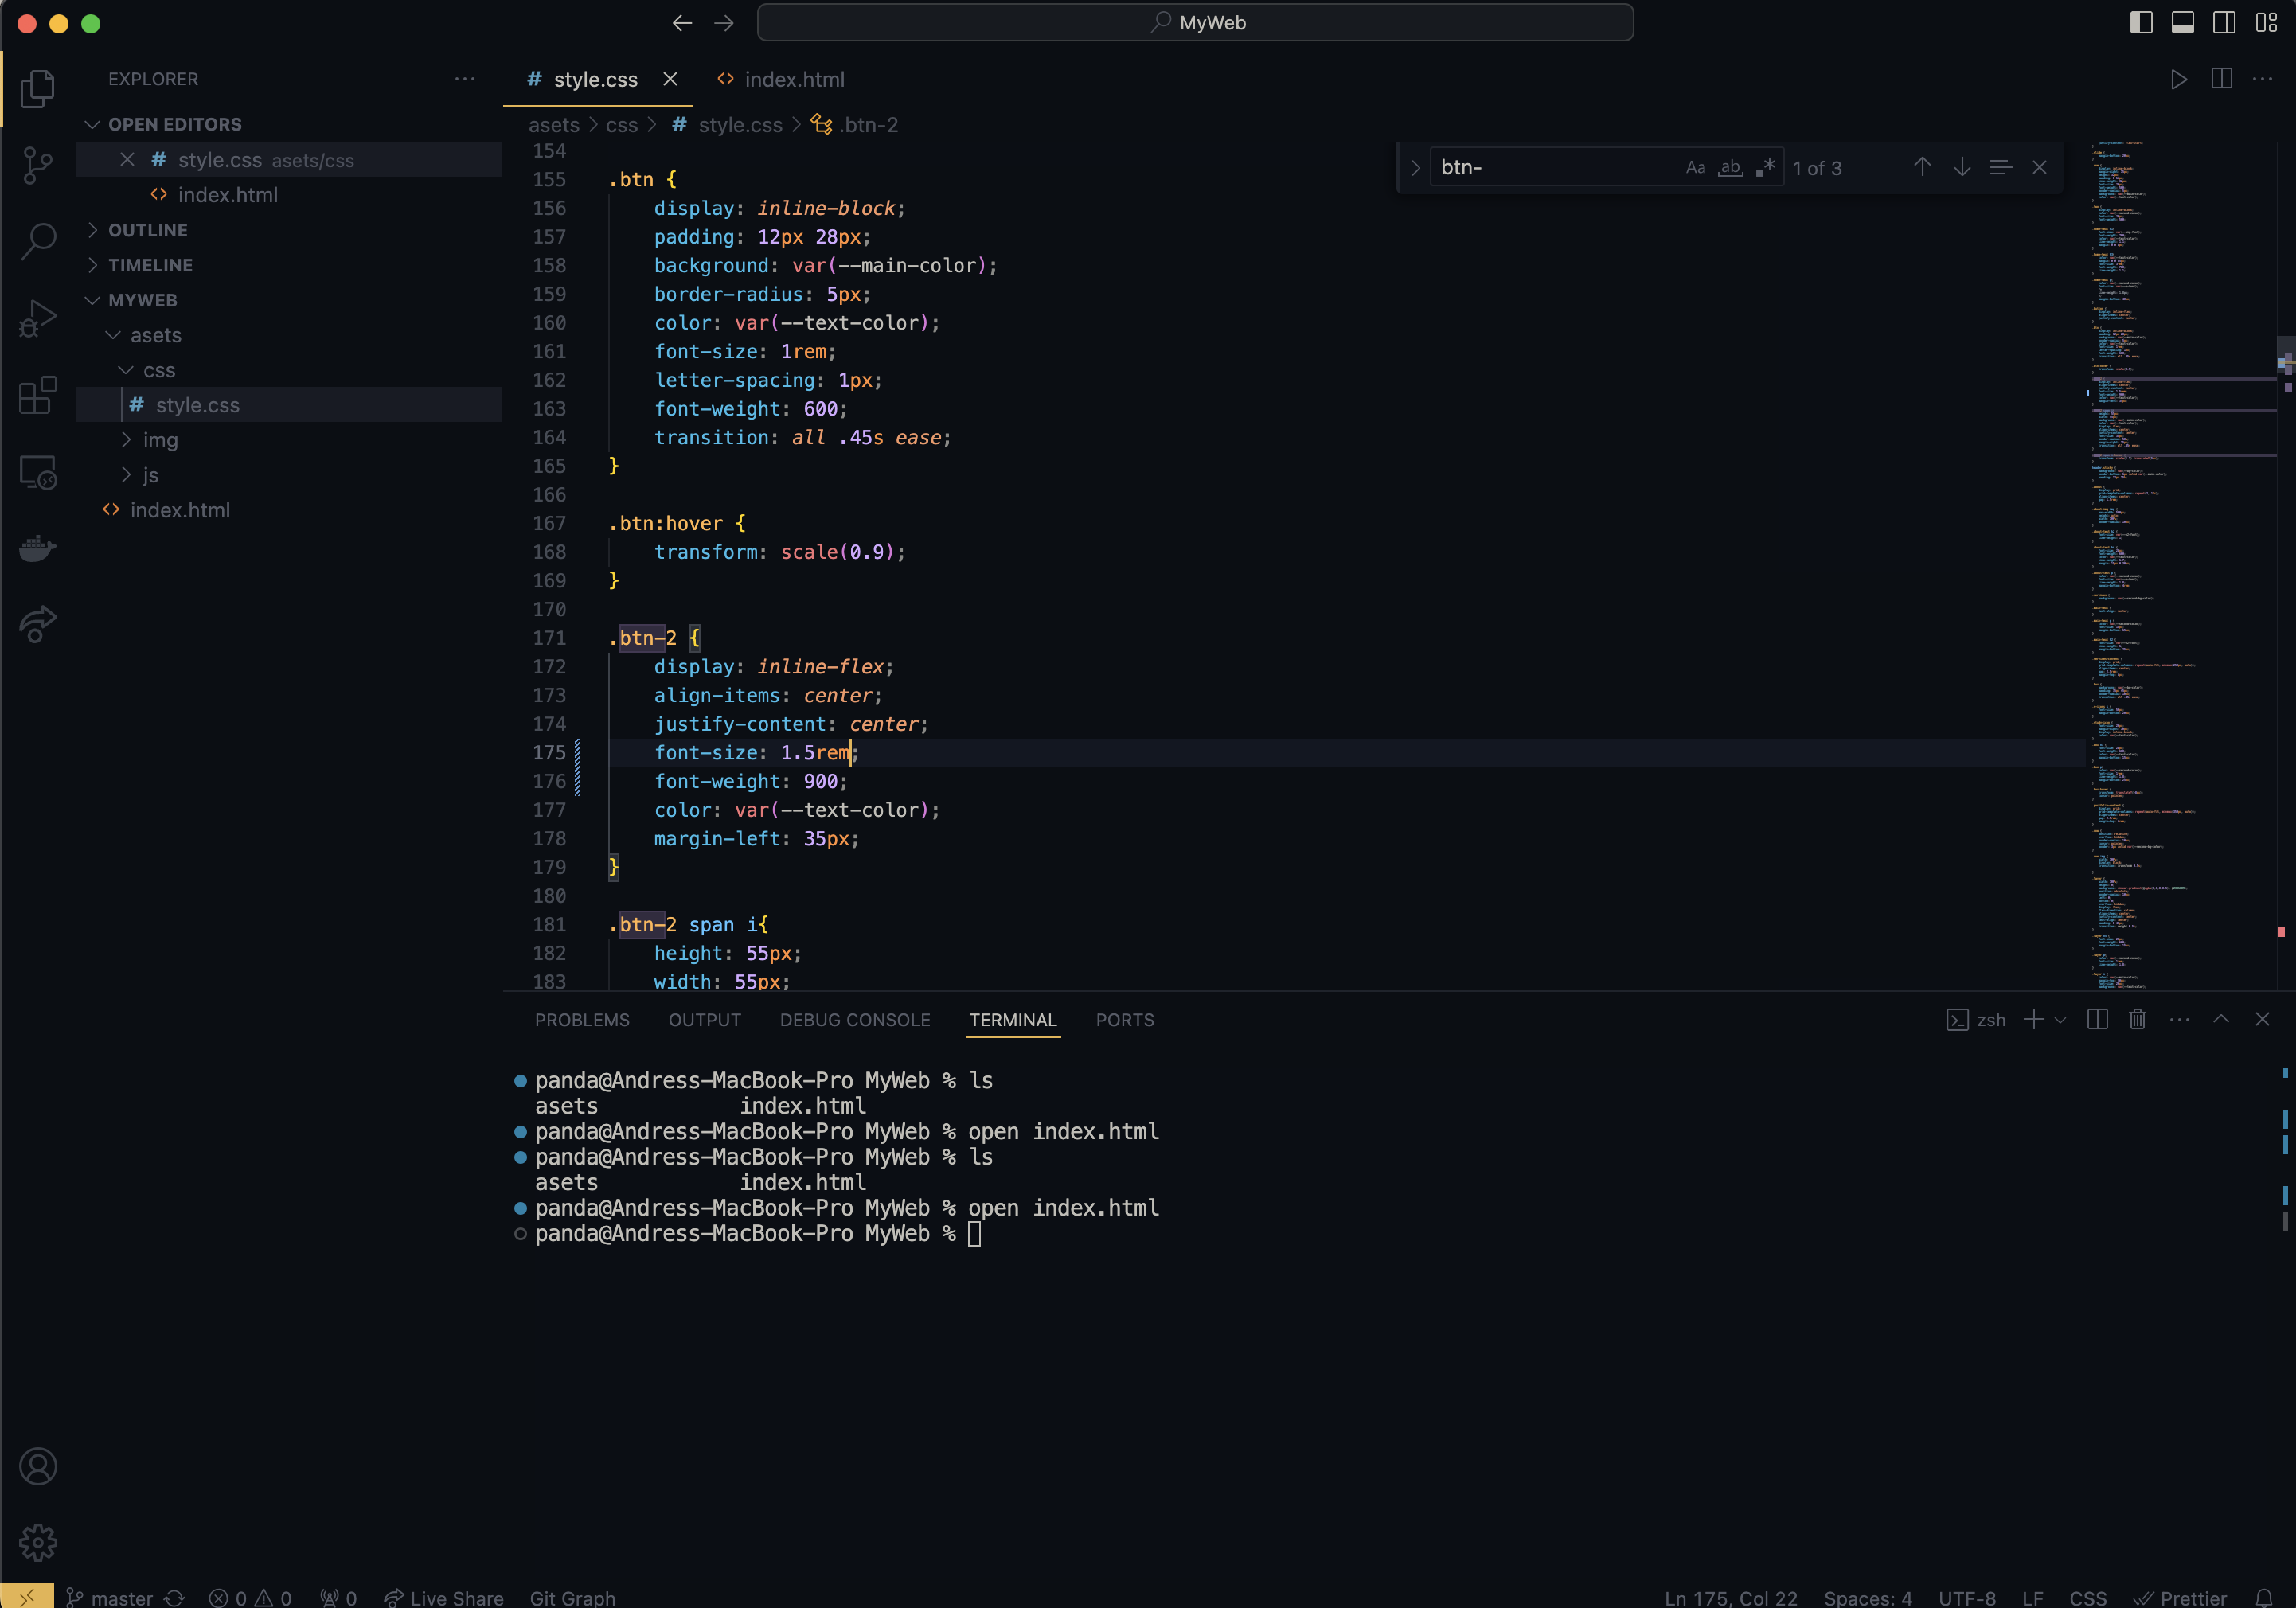 MyWeb
EXPLORER
OPEN EDITORS
style.css asets/css
index.html
OUTLINE
TIMELINE
MYWEB
asets
css
# style.css
img
js
index.html
# style.css
index.html
asets > css > # style.css > .btn-2
btn-
Aa ab .* 1 of 3
154
155 .btn {
156 display: inline-block;
157 padding: 12px 28px;
158 background: var(--main-color);
159 border-radius: 5px;
160 color: var(--text-color);
161 font-size: 1rem;
162 letter-spacing: 1px;
163 font-weight: 600;
164 transition: all .45s ease;
165 }
166
167 .btn:hover {
168 transform: scale(0.9);
169 }
170
171 .btn-2 {
172 display: inline-flex;
173 align-items: center;
174 justify-content: center;
175 font-size: 1.5rem;
176 font-weight: 900;
177 color: var(--text-color);
178 margin-left: 35px;
179 }
180
181 .btn-2 span i{
182 height: 55px;
183 width: 55px;
PROBLEMS OUTPUT DEBUG CONSOLE TERMINAL PORTS
zsh
panda@Andress-MacBook-Pro MyWeb % ls
asets index.html
panda@Andress-MacBook-Pro MyWeb % open index.html
panda@Andress-MacBook-Pro MyWeb % ls
asets index.html
panda@Andress-MacBook-Pro MyWeb % open index.html
panda@Andress-MacBook-Pro MyWeb %
master 0 0 0 Live Share Git Graph
Ln 175, Col 22 Spaces: 4 UTF-8 LF CSS Prettier